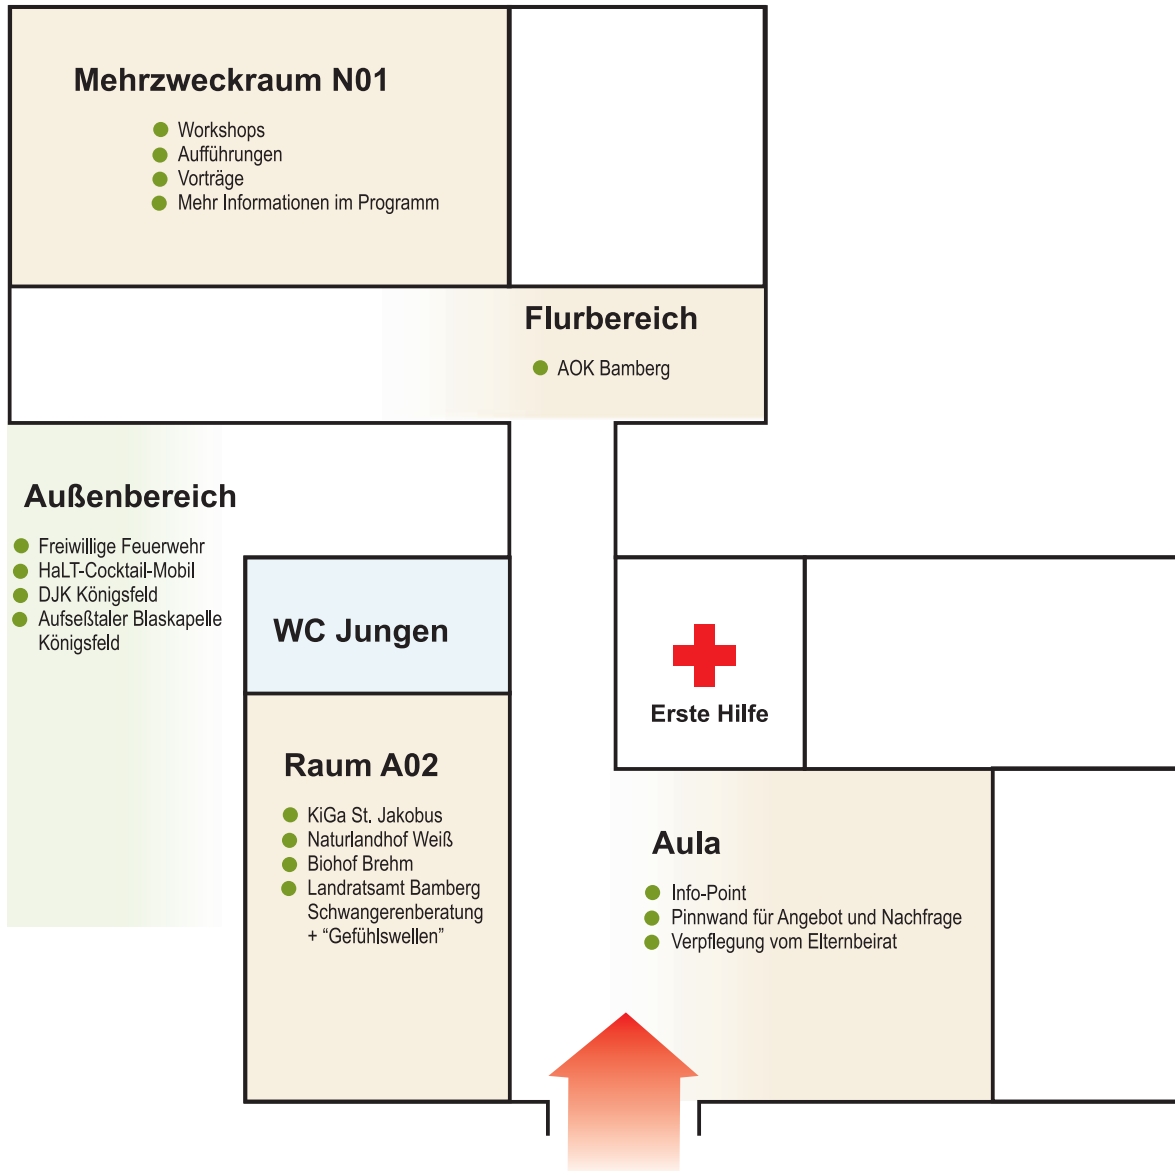 Mehrzweckraum N01
Workshops
Aufführungen
Vorträge
Mehr Informationen im Programm
Flurbereich
AOK Bamberg
Außenbereich
Freiwillige Feuerwehr
HaLT-Cocktail-Mobil
DJK Königsfeld
Aufseßtaler Blaskapelle
Königsfeld
WC Jungen
Erste Hilfe
Raum A02
KiGa St. Jakobus
Naturlandhof Weiß
Biohof Brehm
Landratsamt Bamberg
Schwangerenberatung
+ “Gefühlswellen”
Aula
Info-Point
Pinnwand für Angebot und Nachfrage
Verpflegung vom Elternbeirat